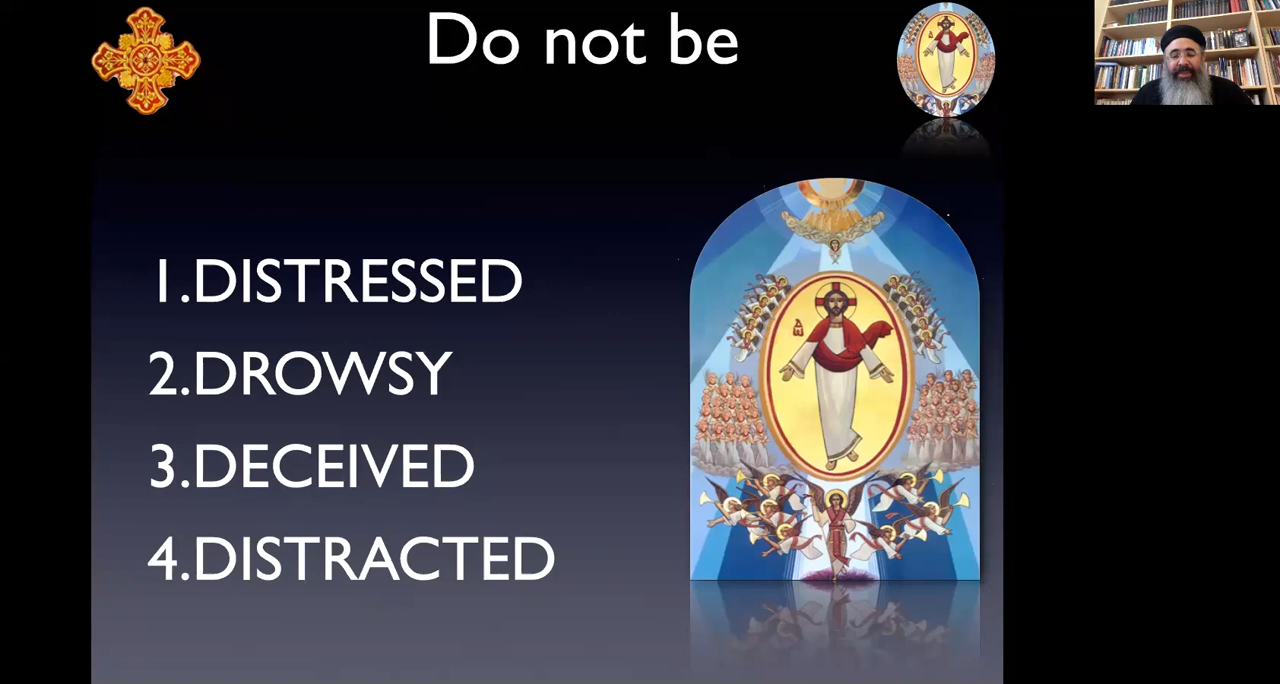 Do not be
1.DISTRESSED
2.DROWSY
3.DECEIVED
4.DISTRACTED